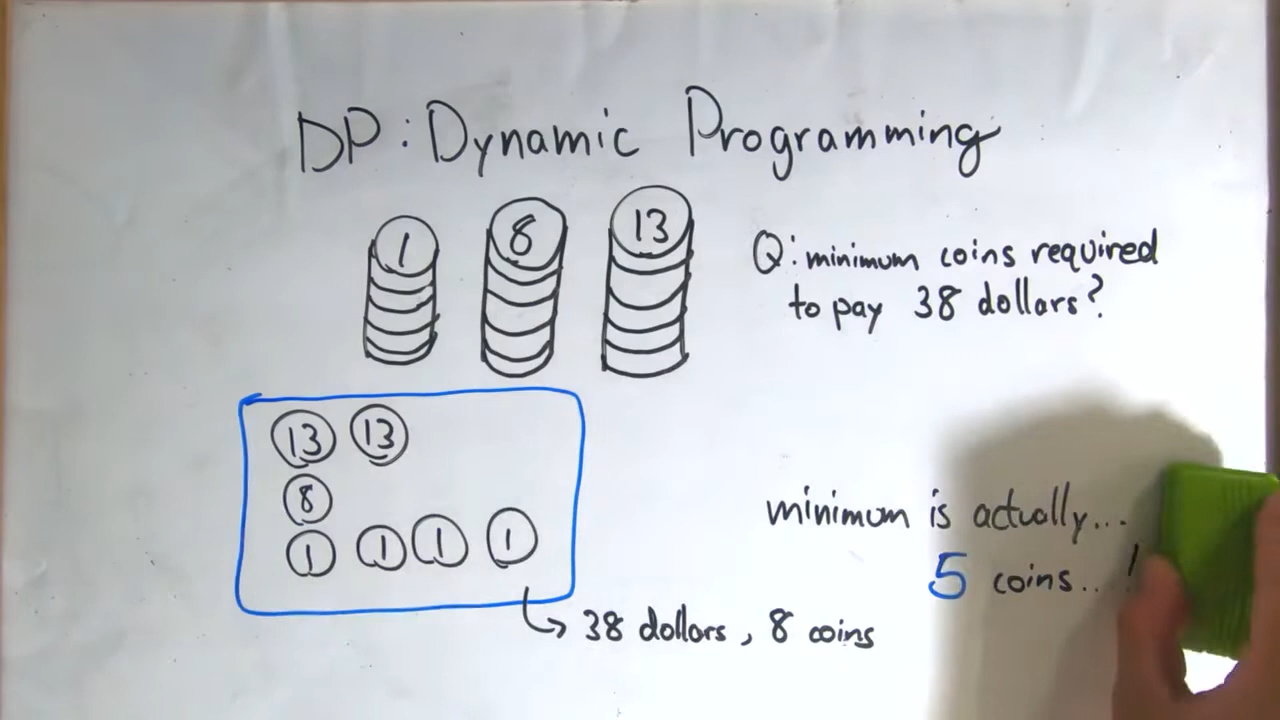 DP: Dynamic Programming
1 8 13
Q: minimum coins required
to pay 38 dollars?
13 13
8
1 1 1 1
38 dollars, 8 coins
minimum is actually...
5 coins...!